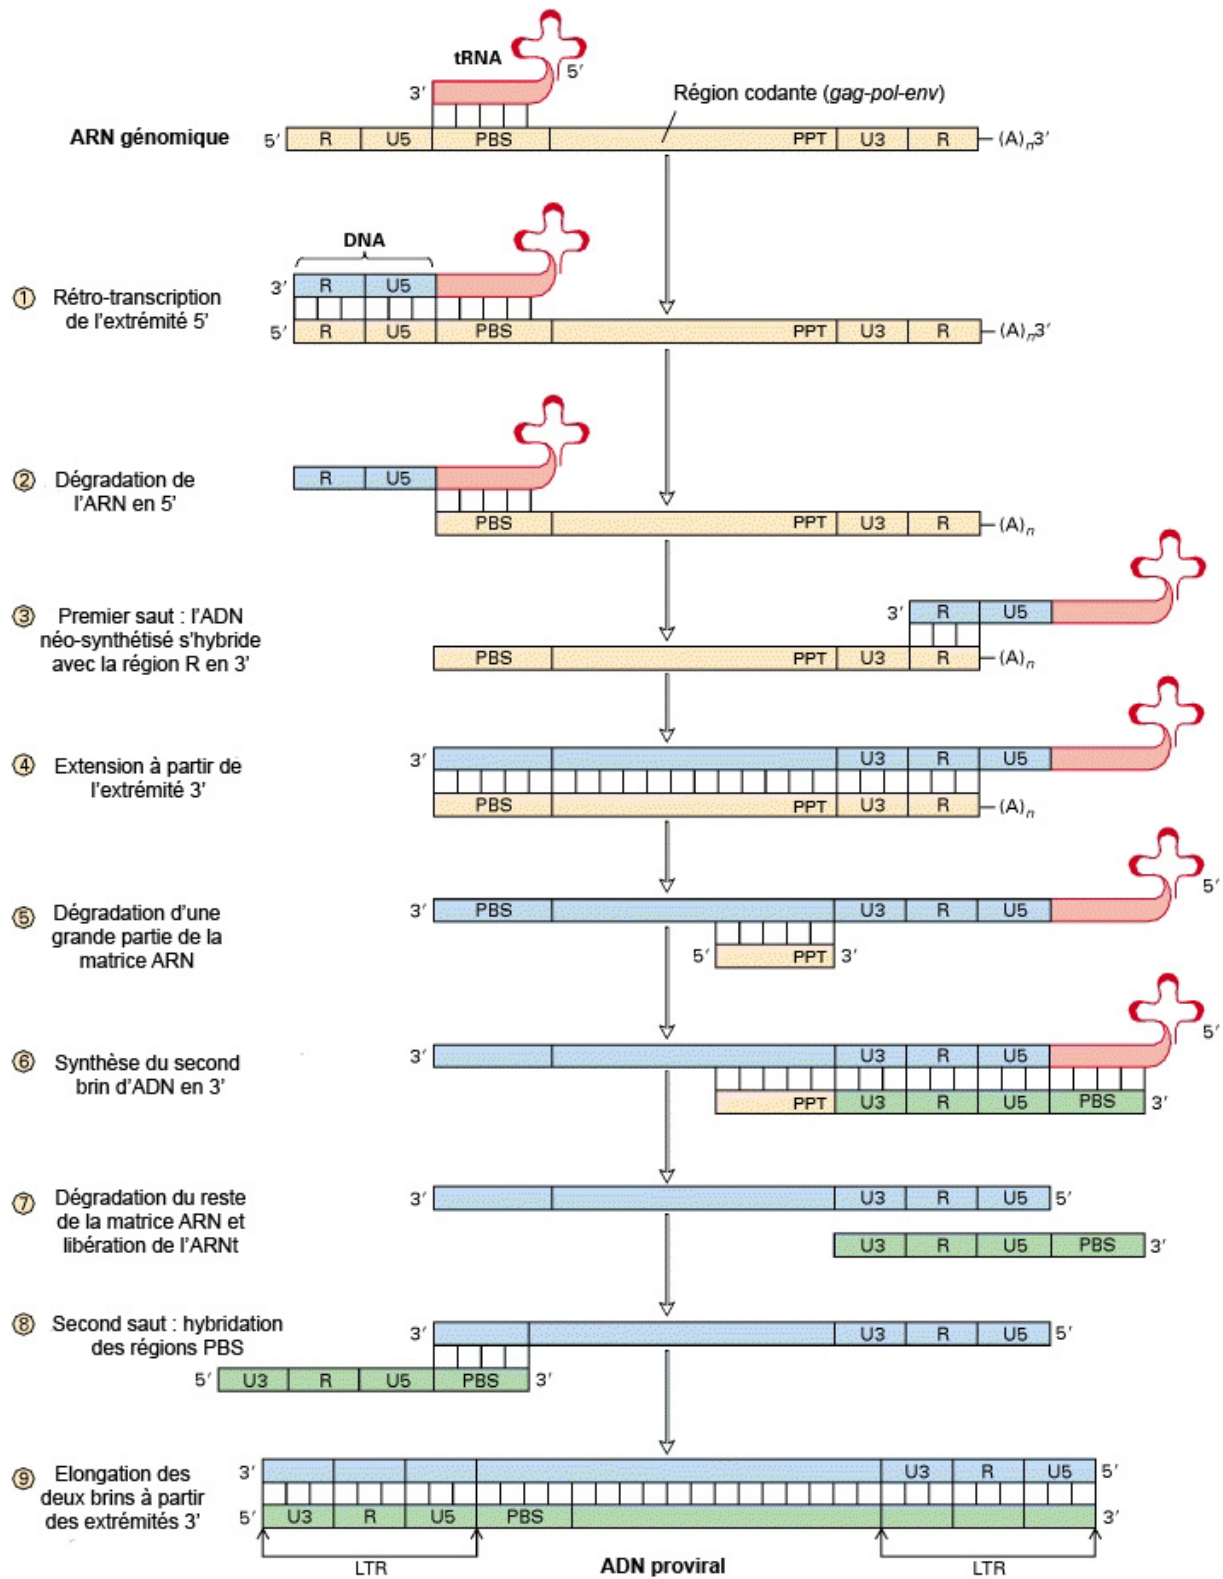 tRNA
5′
3′
Région codante (gag-pol-env)
ARN génomique
5′ R U5 PBS PPT U3 R (A)n3′
DNA
3′ R U5
① Rétro-transcription
de l'extrémité 5'
5′ R U5 PBS PPT U3 R (A)n3′
② Dégradation de
l'ARN en 5'
R U5
PBS PPT U3 R (A)n
③ Premier saut : l'ADN
néo-synthétisé s'hybride
avec la région R en 3'
3′ R U5
PBS PPT U3 R (A)n
④ Extension à partir de
l'extrémité 3'
3′ U3 R U5
PBS PPT U3 R (A)n
5′
⑤ Dégradation d'une
grande partie de la
matrice ARN
3′ PBS U3 R U5
5′ PPT 3′
5′
⑥ Synthèse du second
brin d'ADN en 3'
3′ U3 R U5
PPT U3 R U5 PBS 3′
⑦ Dégradation du reste
de la matrice ARN et
libération de l'ARNt
3′ U3 R U5 5′
U3 R U5 PBS 3′
⑧ Second saut : hybridation
des régions PBS
3′ U3 R U5 5′
5′ U3 R U5 PBS 3′
⑨ Elongation des
deux brins à partir
des extrémités 3'
3′ U3 R U5 5′
5′ U3 R U5 PBS 3′
LTR ADN proviral LTR